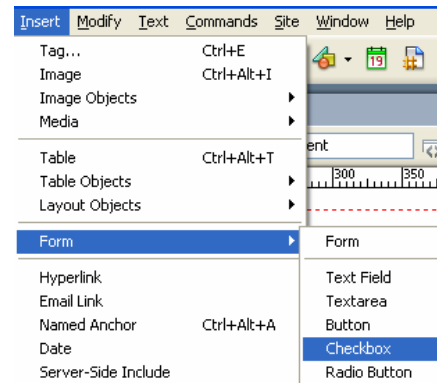 Insert Modify Text Commands Site Window Help
Tag... Ctrl+E
Image Ctrl+Alt+I
19
Image Objects
Media
ent
Table Ctrl+Alt+T
300 350
Table Objects
Layout Objects
Form
Form
Hyperlink
Text Field
Email Link
Textarea
Named Anchor Ctrl+Alt+A
Button
Date
Checkbox
Server-Side Include
Radio Button